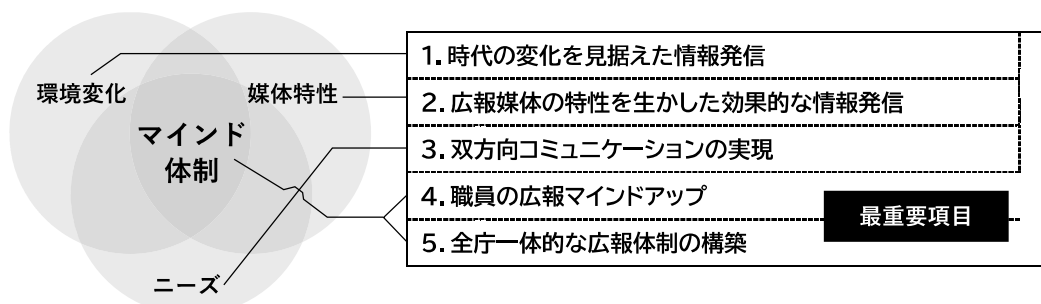 環境変化
媒体特性
マインド
体制
ニーズ
1. 時代の変化を見据えた情報発信
2. 広報媒体の特性を生かした効果的な情報発信
3. 双方向コミュニケーションの実現
4. 職員の広報マインドアップ
5. 全庁一体的な広報体制の構築
最重要項目